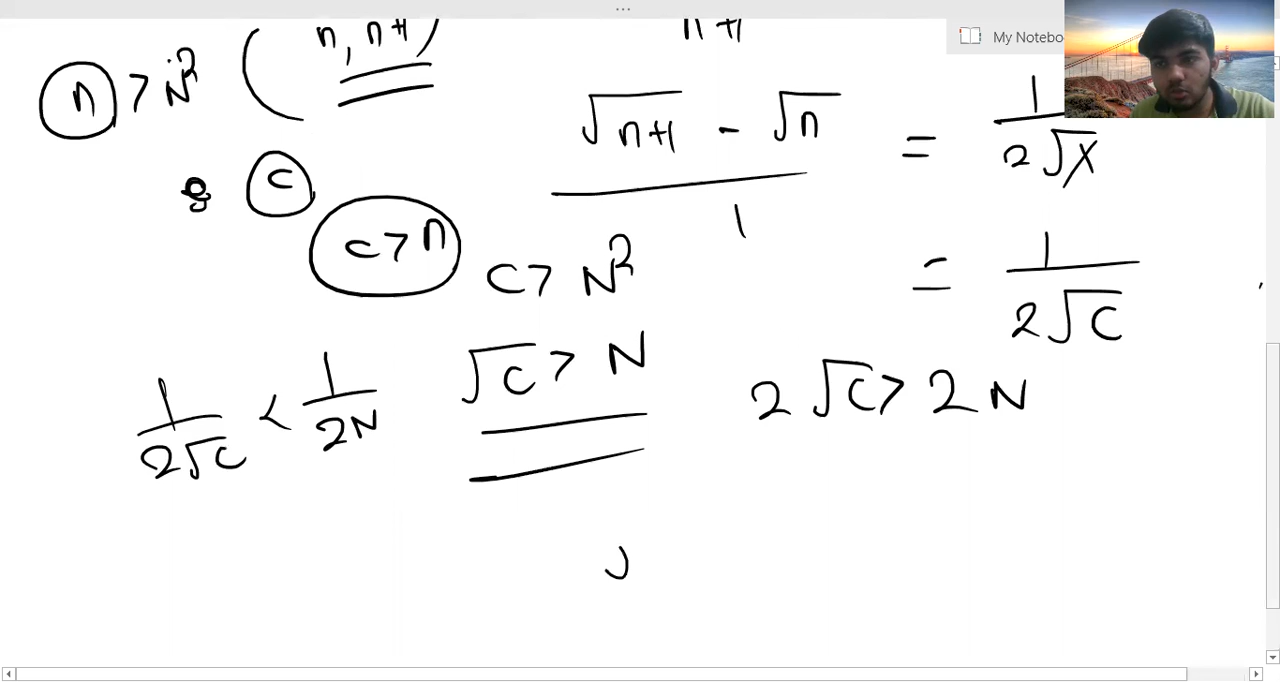 My Notebo
n > N² ( n, n+1 )
n+1
(√(n+1) - √n) / 1 = 1 / (2√x)
c
c > n
c > N²
= 1 / (2√c)
√c > N
2√c > 2N
1 / (2√c) < 1 / (2N)